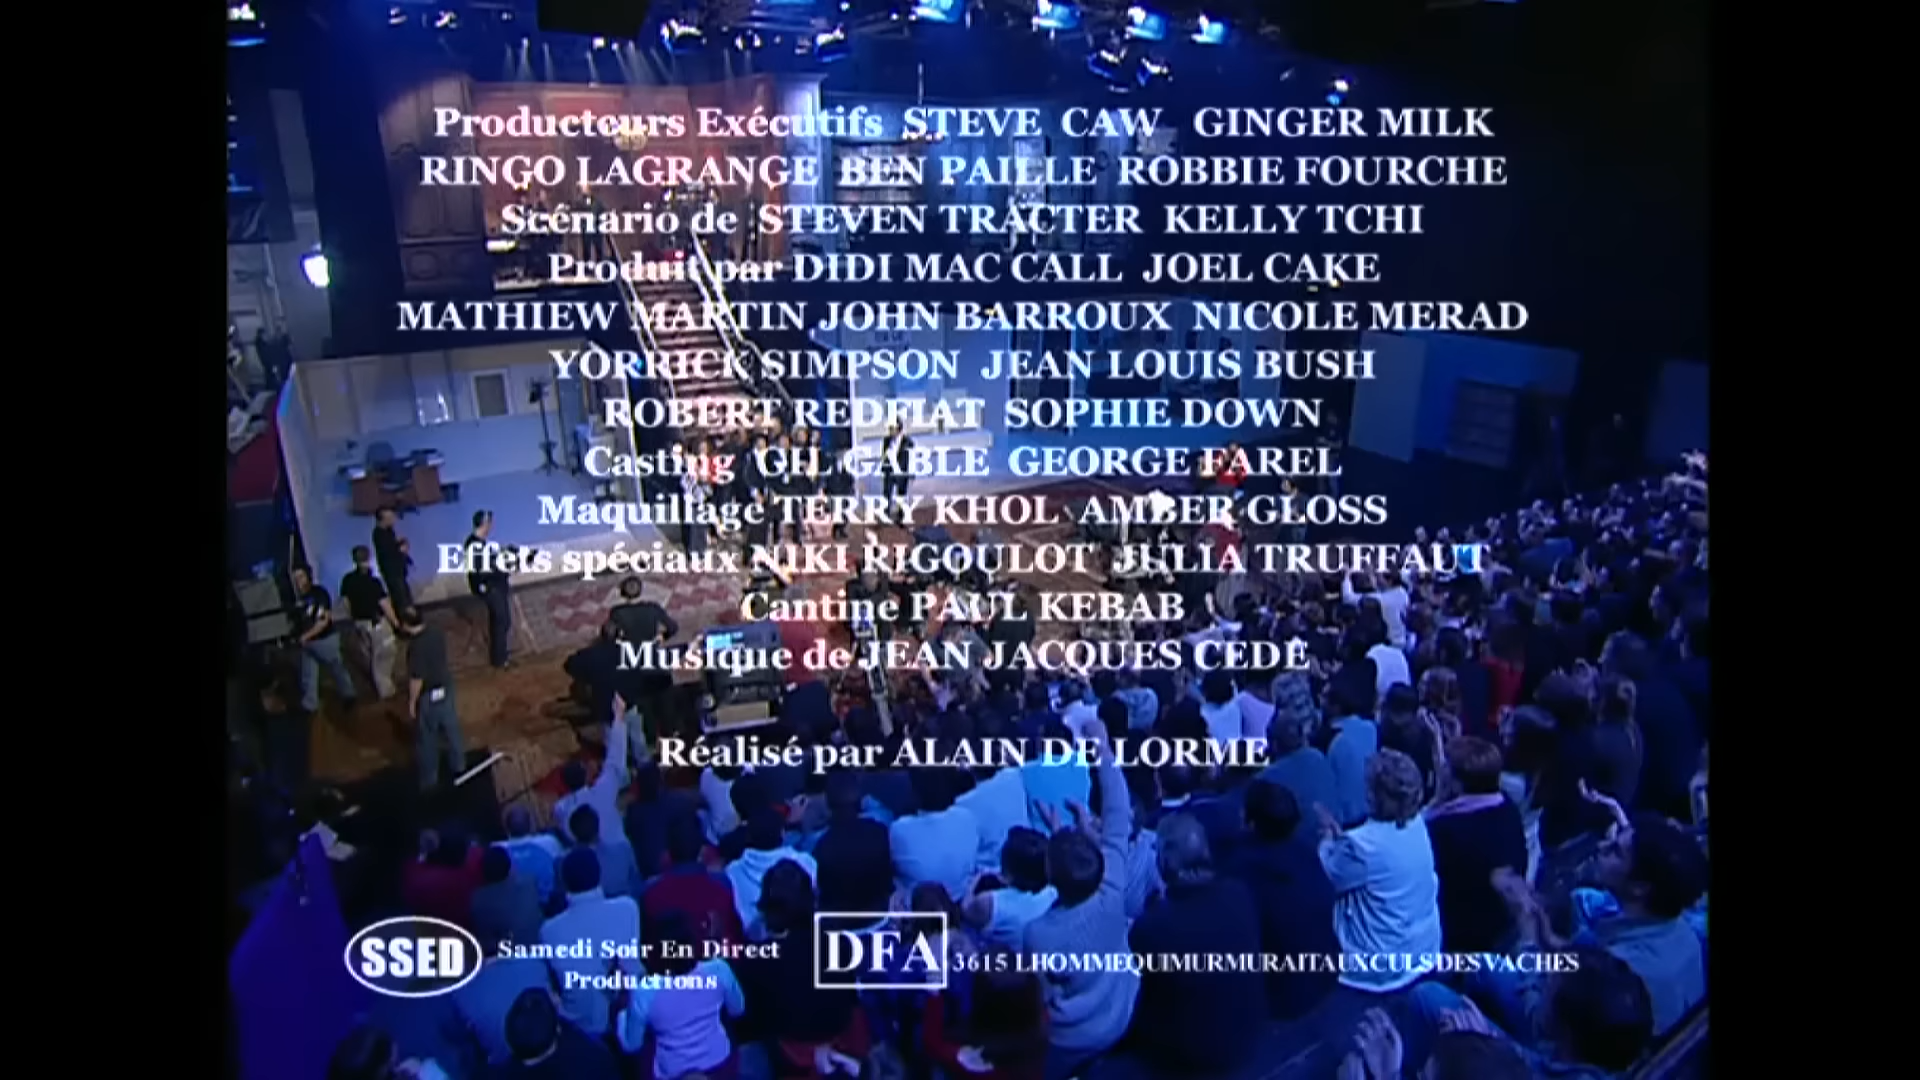 Producteurs Exécutifs STEVE CAW GINGER MILK
RINGO LAGRANGE BEN PAILLE ROBBIE FOURCHE
Scénario de STEVEN TRACTER KELLY TCHI
Produit par DIDI MAC CALL JOEL CAKE
MATHIEW MARTIN JOHN BARROUX NICOLE MERAD
YORRICK SIMPSON JEAN LOUIS BUSH
ROBERT REDFIAT SOPHIE DOWN
Casting GIL GABLE GEORGE FAREL
Maquillage TERRY KHOL AMBER GLOSS
Effets spéciaux NIKI RIGOULOT JULIA TRUFFAUT
Cantine PAUL KEBAB
Musique de JEAN JACQUES CEDÉ
Réalisé par ALAIN DE LORME
SSED Samedi Soir En Direct
Productions
DFA 3615 LHOMMEQUIMURMURAITAUXCULSDESVACHES